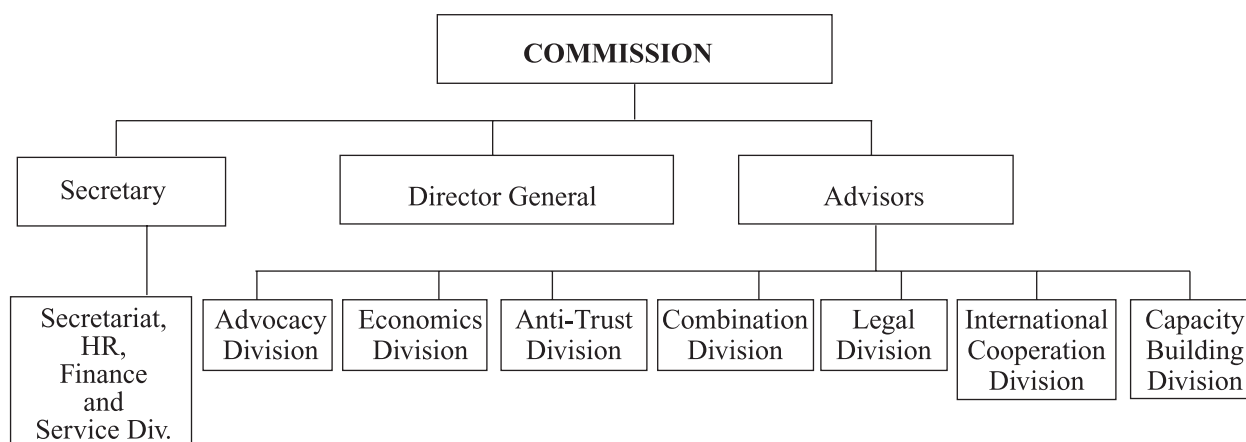 COMMISSION
Secretary
Director General
Advisors
Secretariat,
HR,
Finance
and
Service Div.
Advocacy
Division
Economics
Division
Anti-Trust
Division
Combination
Division
Legal
Division
International
Cooperation
Division
Capacity
Building
Division